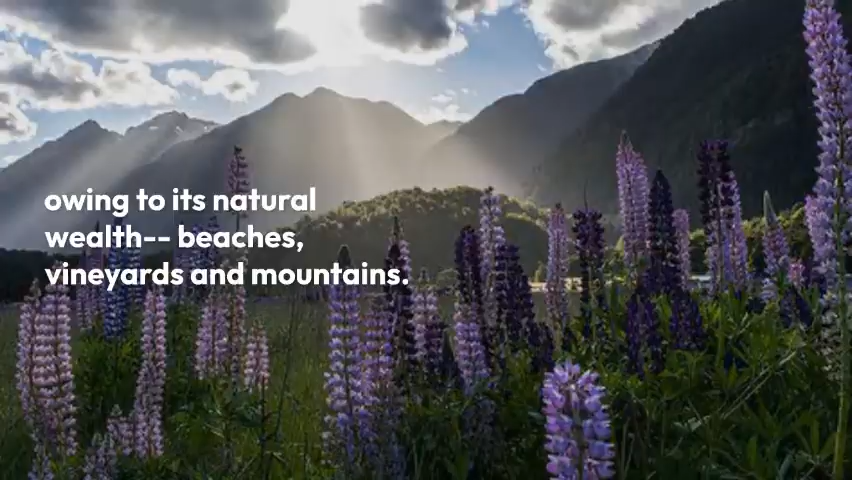 owing to its natural
wealth-- beaches,
vineyards and mountains.